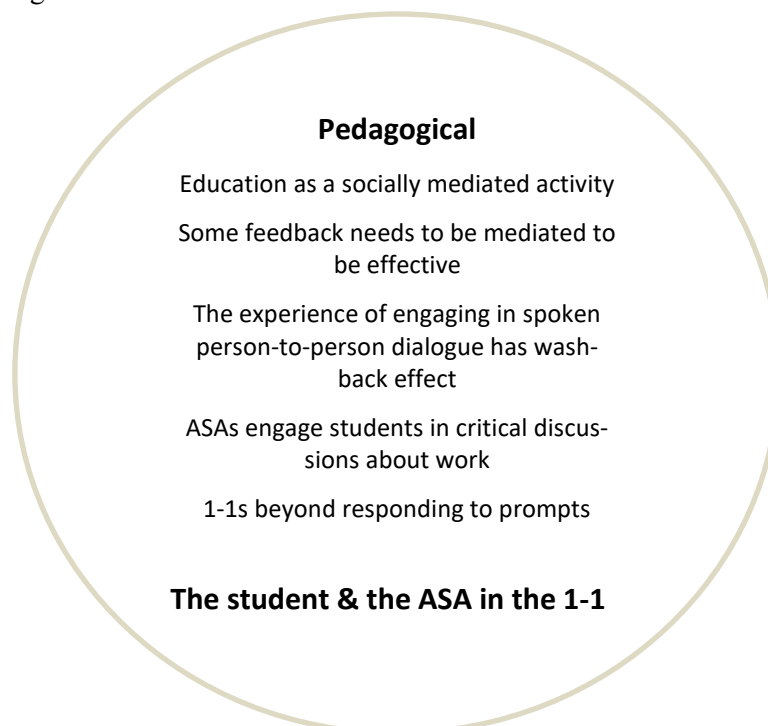 Pedagogical
Education as a socially mediated activity
Some feedback needs to be mediated to
be effective
The experience of engaging in spoken
person-to-person dialogue has wash-
back effect
ASAs engage students in critical discus-
sions about work
1-1s beyond responding to prompts
The student & the ASA in the 1-1